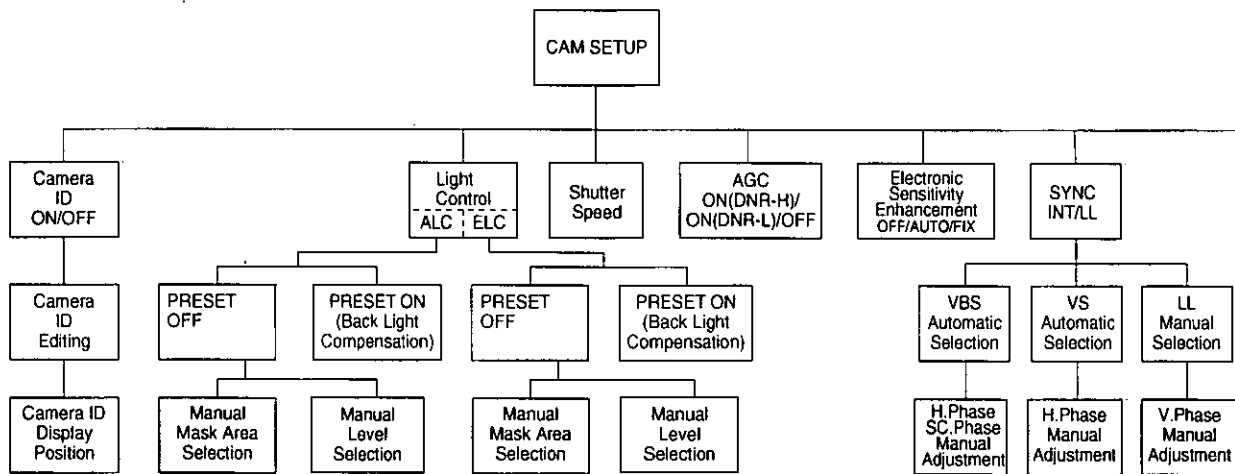 CAM SETUP
Camera
ID
ON/OFF
Light
Control
ALC ELC
Shutter
Speed
AGC
ON(DNR-H)/
ON(DNR-L)/OFF
Electronic
Sensitivity
Enhancement
OFF/AUTO/FIX
SYNC
INT/LL
Camera
ID
Editing
PRESET
OFF
PRESET ON
(Back Light
Compensation)
PRESET
OFF
PRESET ON
(Back Light
Compensation)
VBS
Automatic
Selection
VS
Automatic
Selection
LL
Manual
Selection
Camera ID
Display
Position
Manual
Mask Area
Selection
Manual
Level
Selection
Manual
Mask Area
Selection
Manual
Level
Selection
H.Phase
SC.Phase
Manual
Adjustment
H.Phase
Manual
Adjustment
V.Phase
Manual
Adjustment